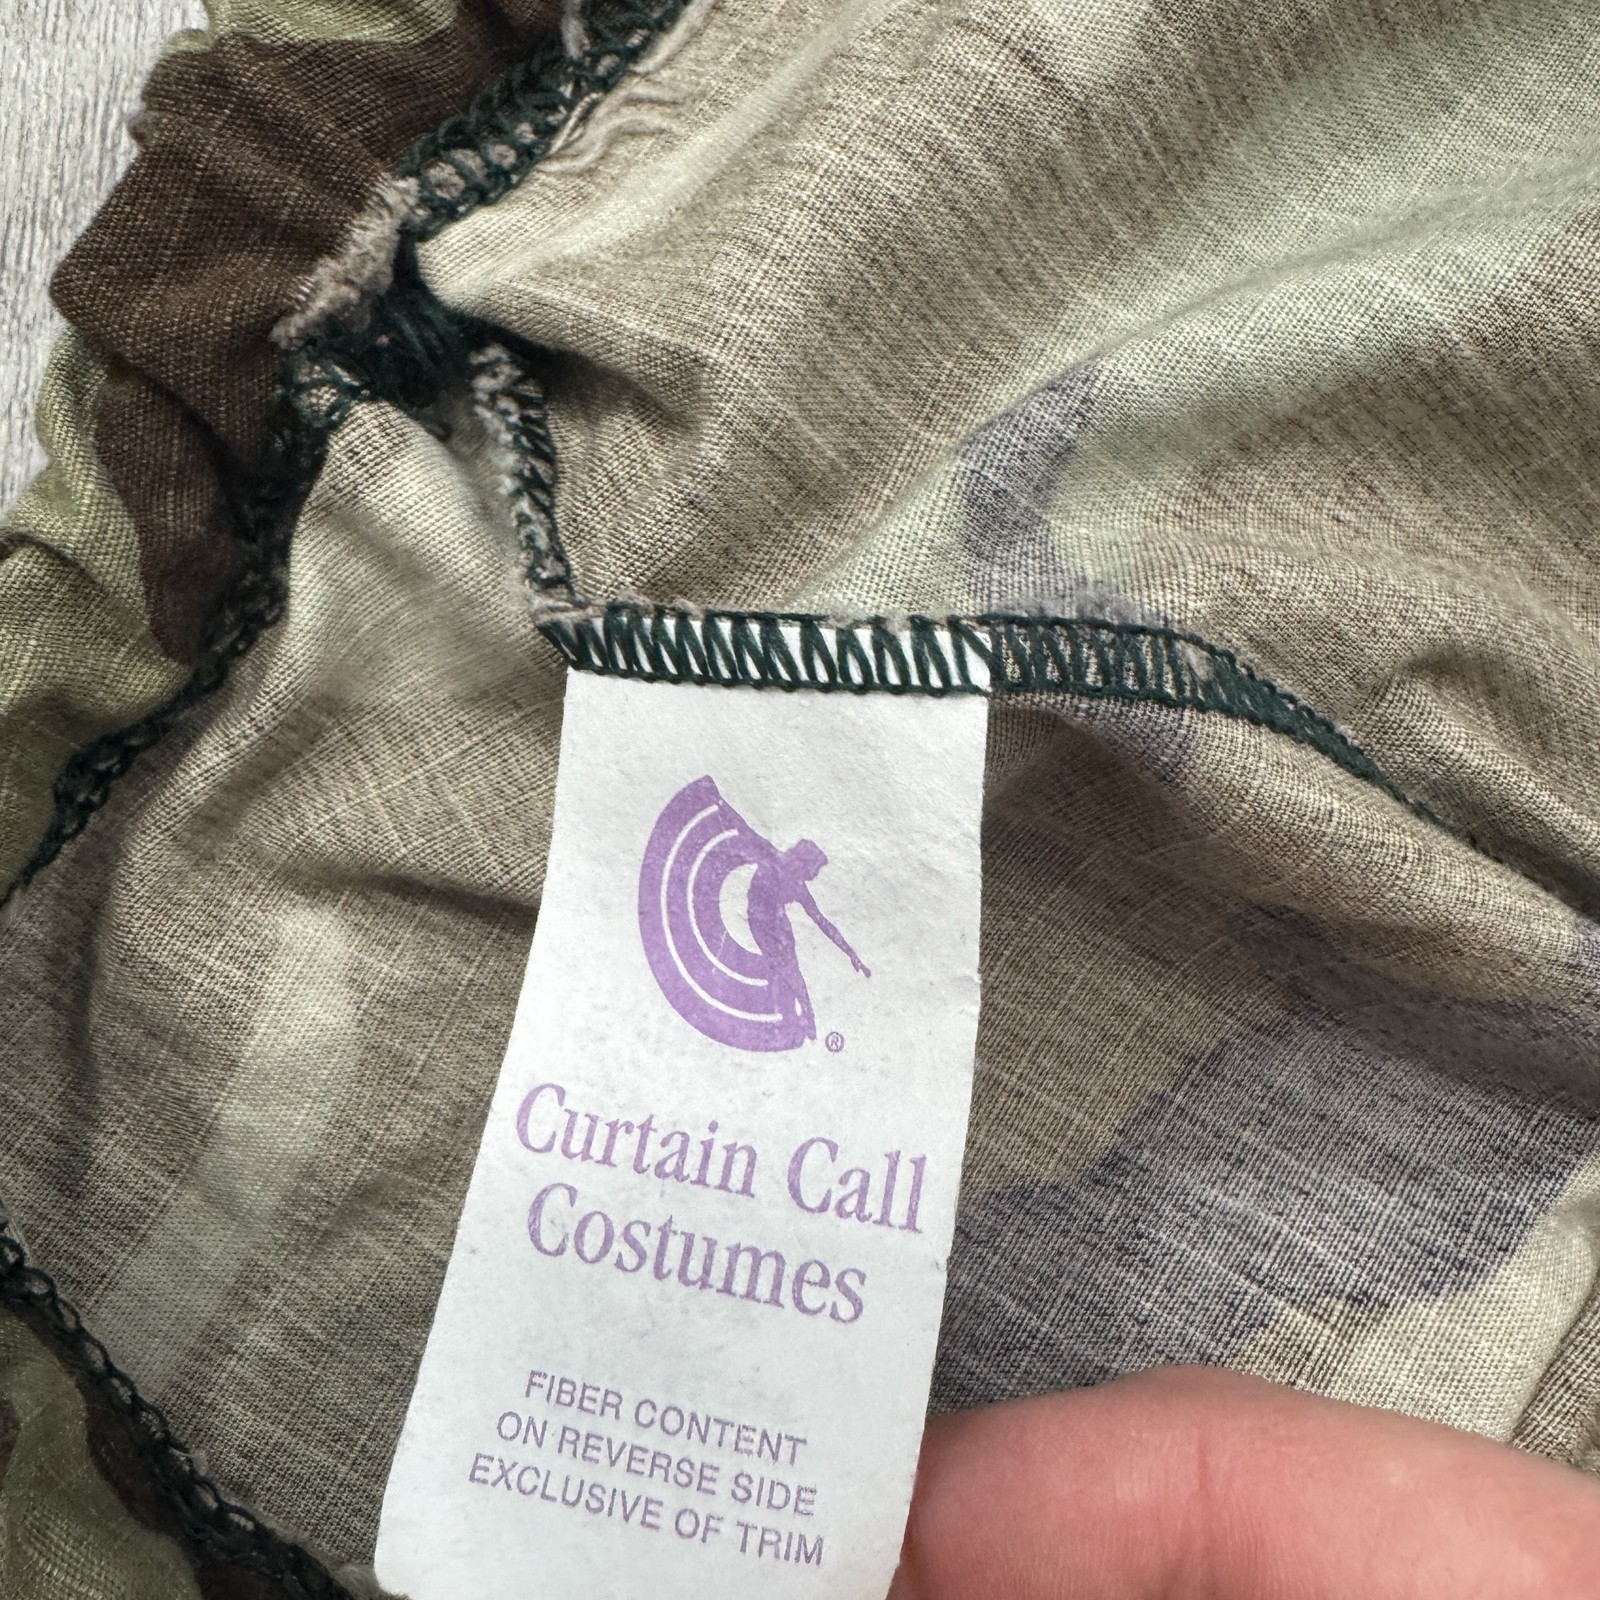 ®
Curtain Call
Costumes
FIBER CONTENT
ON REVERSE SIDE
EXCLUSIVE OF TRIM